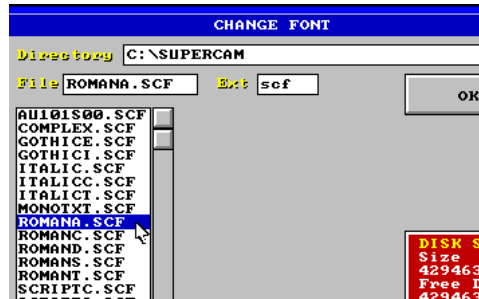 CHANGE FONT
Directory C:\SUPERCAM
File ROMANA.SCF Ext scf
OK
AU101S00.SCF
COMPLEX.SCF
GOTHICE.SCF
GOTHICI.SCF
ITALIC.SCF
ITALICC.SCF
ITALICT.SCF
MONOTXT.SCF
ROMANA.SCF
ROMANC.SCF
ROMAND.SCF
ROMANS.SCF
ROMANT.SCF
SCRIPTC.SCF
DISK S
Size
429463
Free D
429463